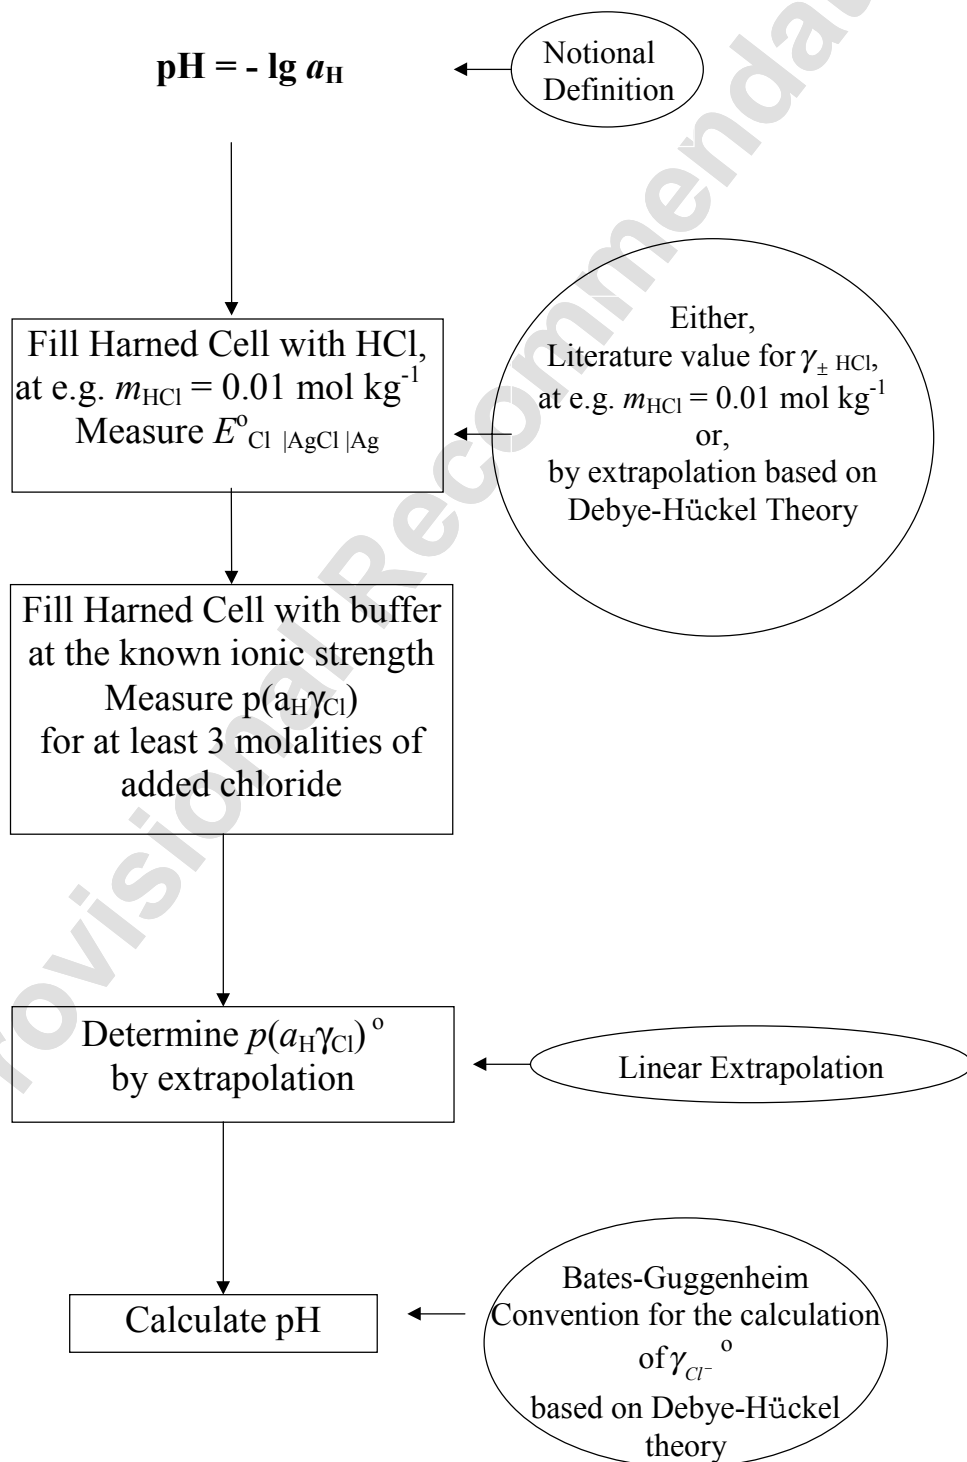 pH = - lg aH
Notional
Definition
Fill Harned Cell with HCl,
at e.g. mHCl = 0.01 mol kg-1
Measure EoCl |AgCl |Ag
Either,
Literature value for γ± HCl,
at e.g. mHCl = 0.01 mol kg-1
or,
by extrapolation based on
Debye-Hückel Theory
Fill Harned Cell with buffer
at the known ionic strength
Measure p(aHγCl)
for at least 3 molalities of
added chloride
Determine p(aHγCl)o
by extrapolation
Linear Extrapolation
Calculate pH
Bates-Guggenheim
Convention for the calculation
of γCl- o
based on Debye-Hückel
theory
rovisional Recommendat